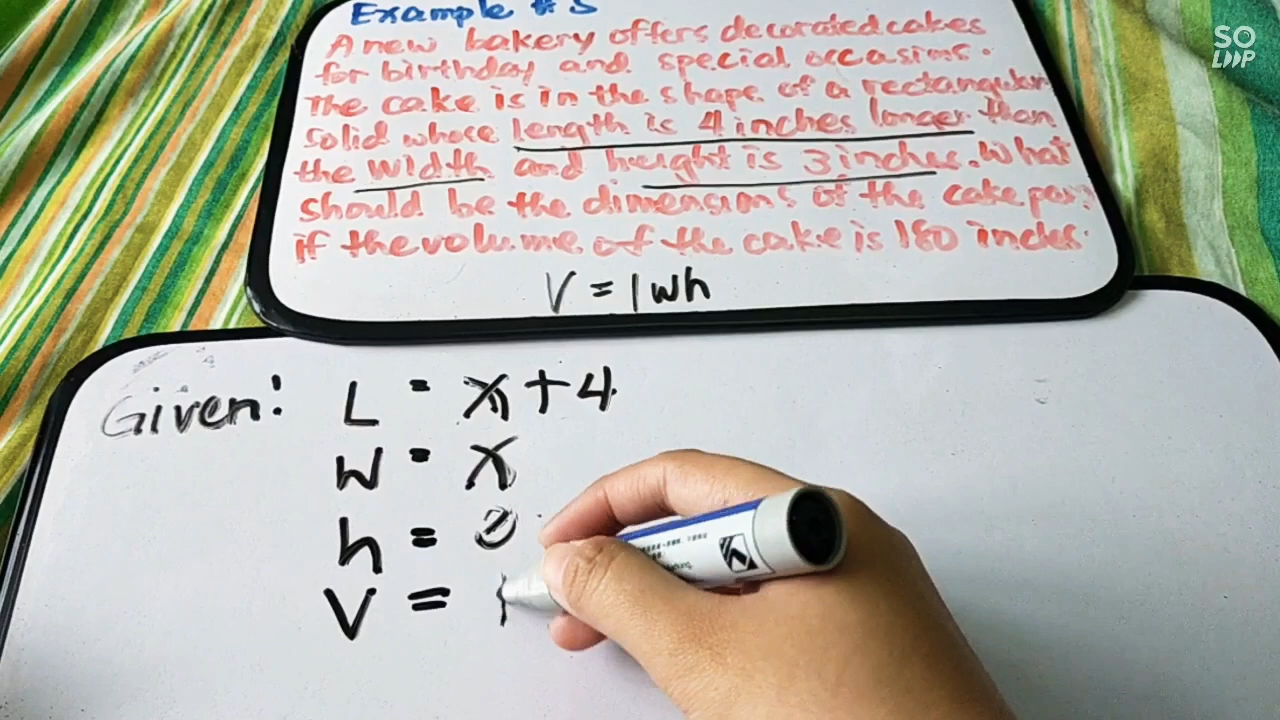 Example #5
A new bakery offers decorated cakes
for birthday and special occasions.
The cake is in the shape of a rectangular
solid whose length is 4 inches longer than
the width and height is 3 inches. What
should be the dimensions of the cake pan
if the volume of the cake is 180 inches.
V = lwh
Given! L = x+4
W = x
h =
V = 1
SO
LOOP